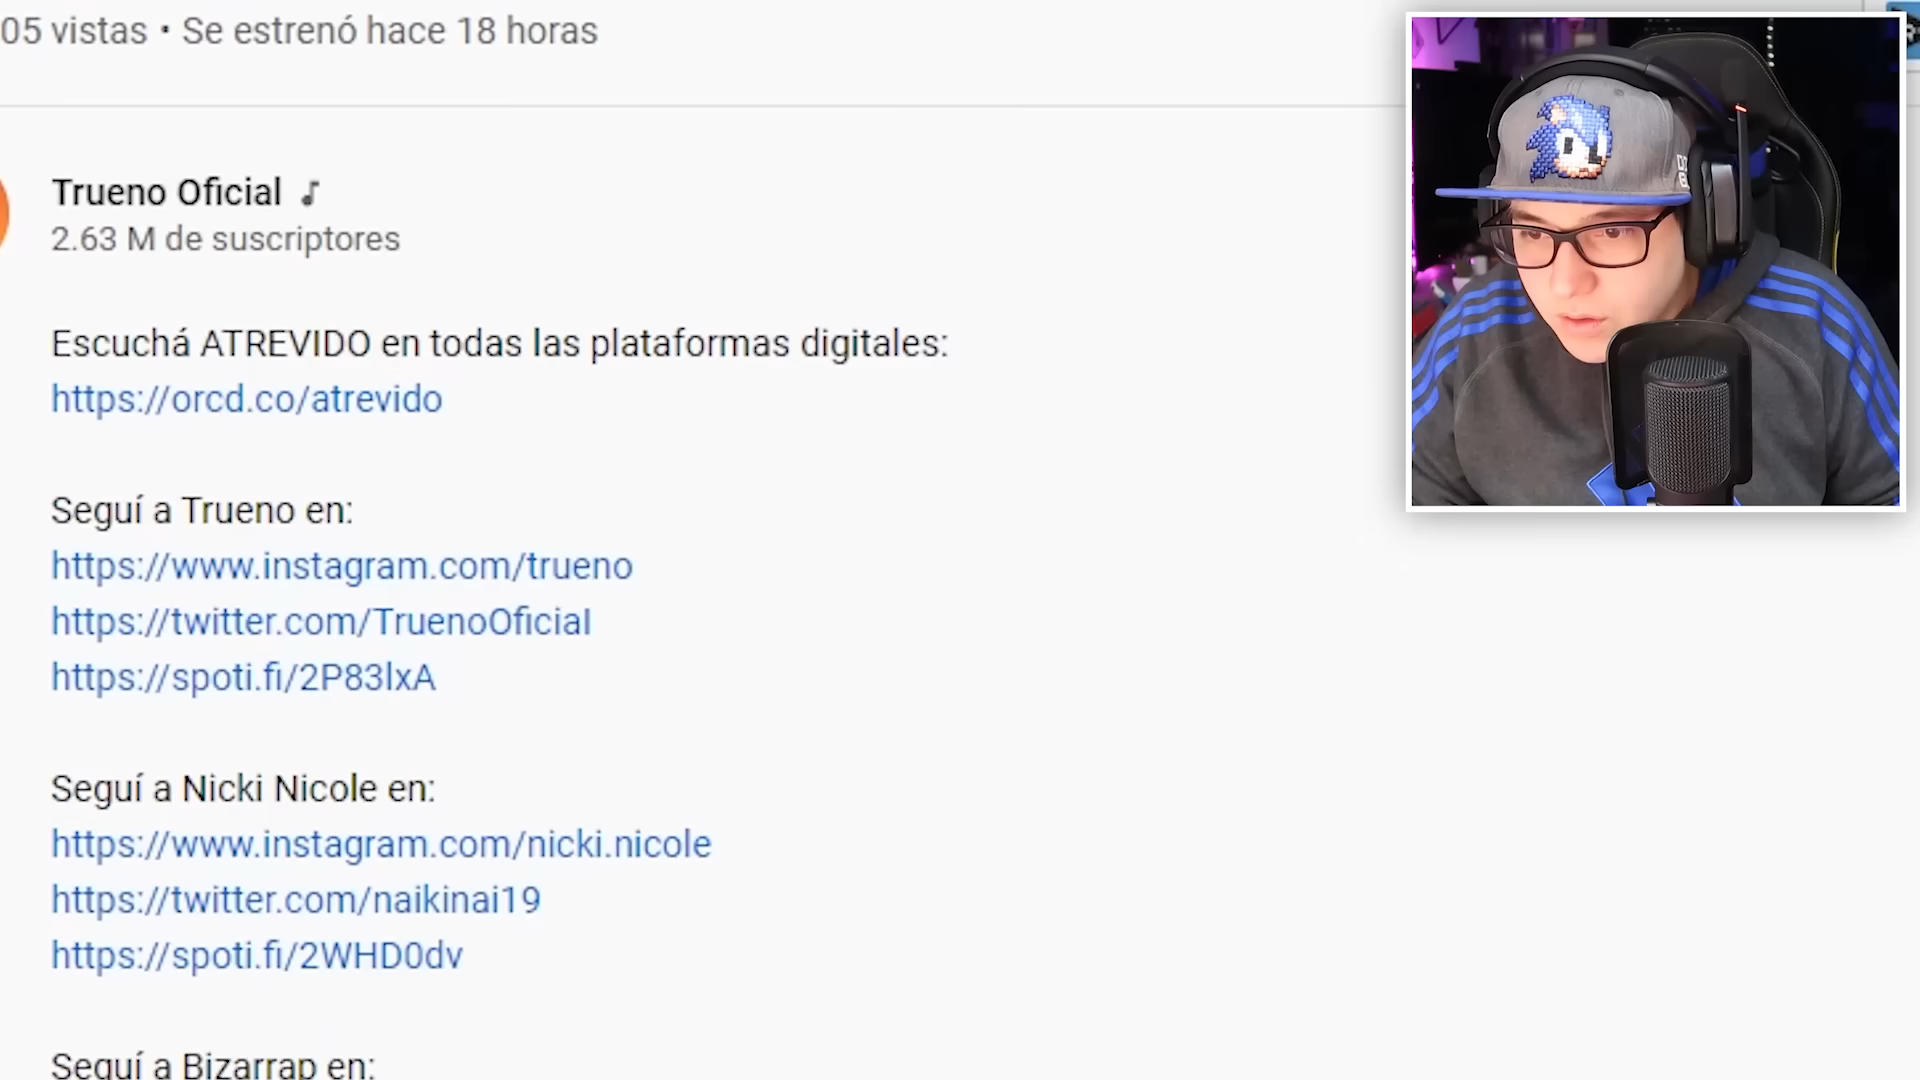 05 vistas • Se estrenó hace 18 horas
Trueno Oficial
2.63 M de suscriptores
Escuchá ATREVIDO en todas las plataformas digitales:
https://orcd.co/atrevido
Seguí a Trueno en:
https://www.instagram.com/trueno
https://twitter.com/TruenoOficial
https://spoti.fi/2P83lxA
Seguí a Nicki Nicole en:
https://www.instagram.com/nicki.nicole
https://twitter.com/naikinai19
https://spoti.fi/2WHD0dv
Seguí a Bizarrap en: